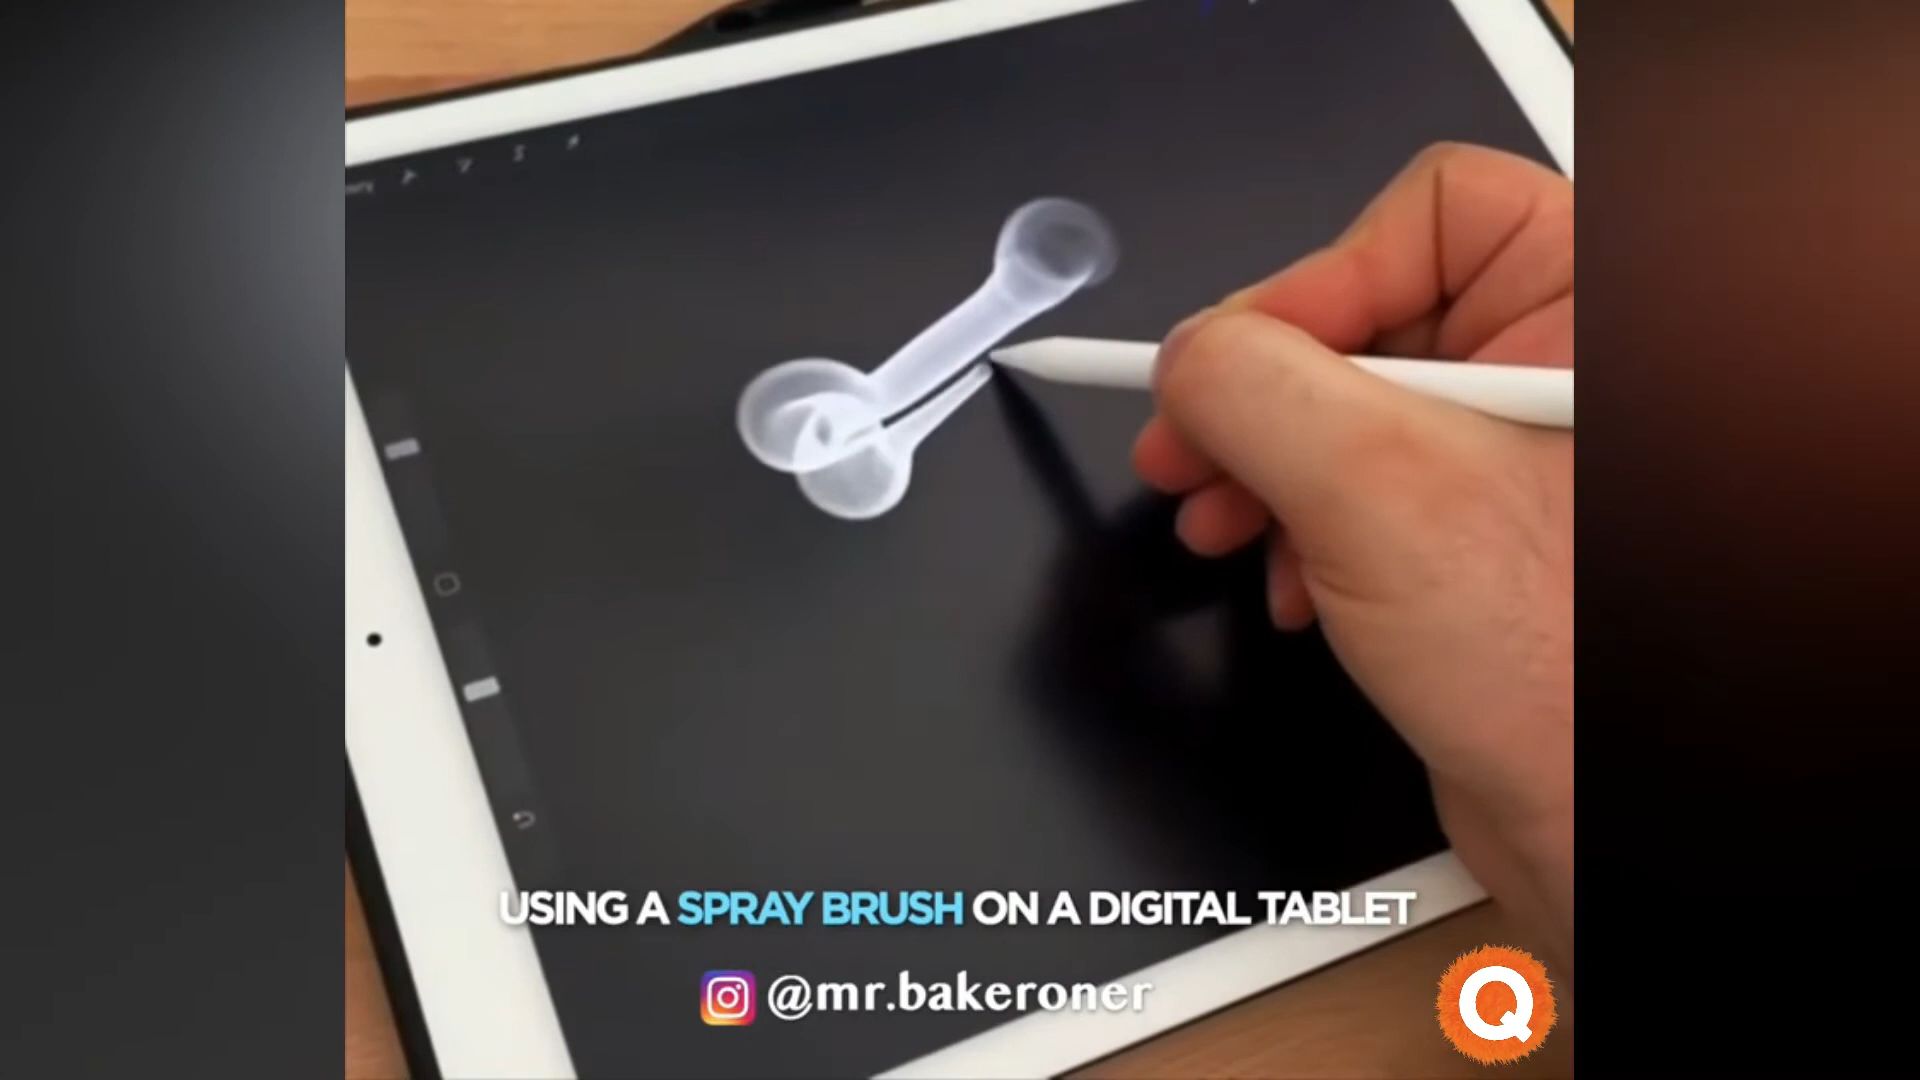 USING A SPRAY BRUSH ON A DIGITAL TABLET
@mr.bakeroner
Q